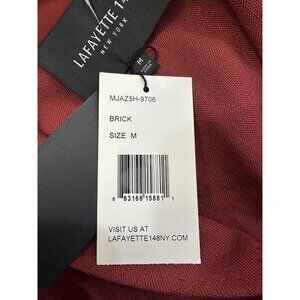 LAFAYETTE 148
NEW YORK
M
MJAZ5H-9706
BRICK
SIZE M
8 83166 15881 1
VISIT US AT
LAFAYETTE148NY.COM